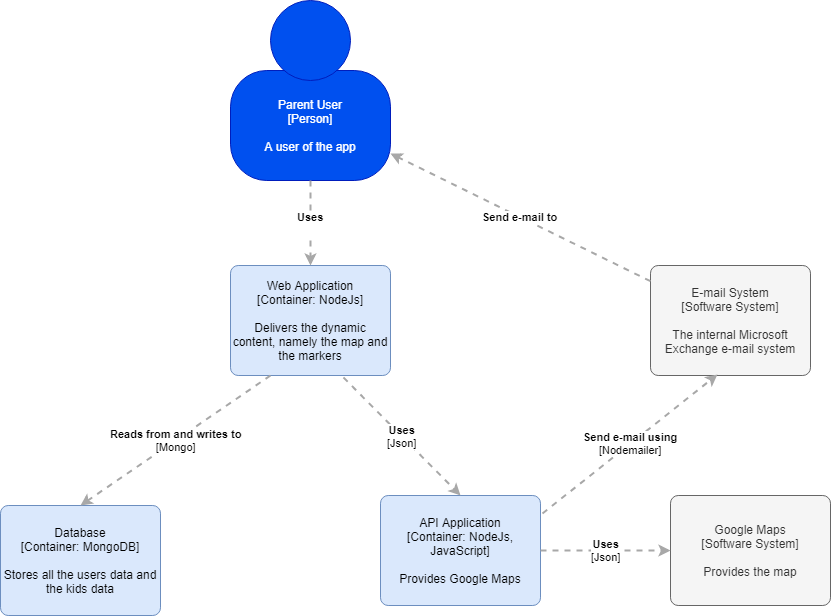 Parent User
[Person]
A user of the app
Uses
Send e-mail to
Web Application
[Container: NodeJs]
Delivers the dynamic
content, namely the map and
the markers
E-mail System
[Software System]
The internal Microsoft
Exchange e-mail system
Reads from and writes to
[Mongo]
Uses
[Json]
Send e-mail using
[Nodemailer]
Database
[Container: MongoDB]
Stores all the users data and
the kids data
API Application
[Container: NodeJs,
JavaScript]
Provides Google Maps
Uses
[Json]
Google Maps
[Software System]
Provides the map